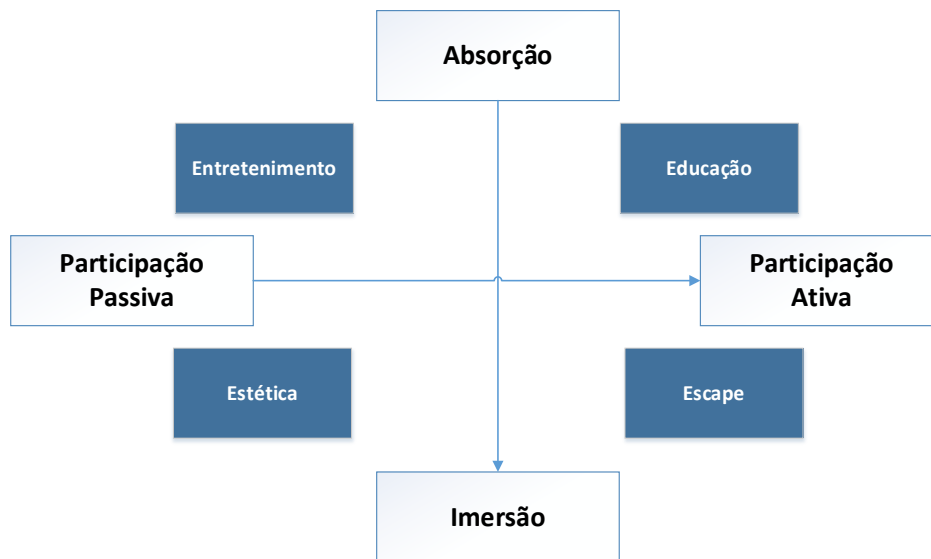 Absorção
Entretenimento
Educação
Participação
Passiva
Participação
Ativa
Estética
Escape
Imersão